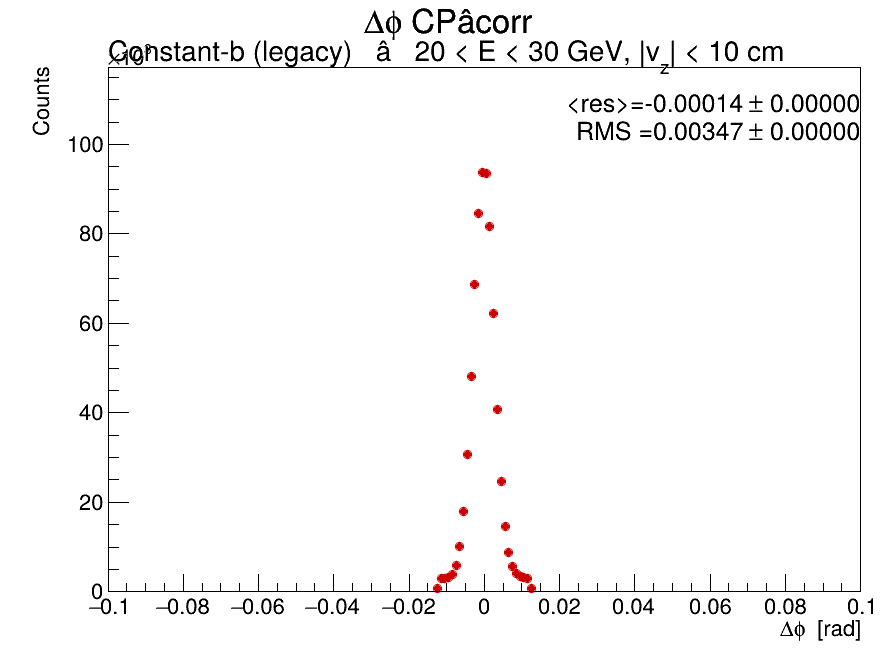 Δϕ CPâcorr
Constant-b (legacy) â 20 < E < 30 GeV, |v_z| < 10 cm
×10³
Counts
<res>=-0.00014 ± 0.00000
RMS =0.00347 ± 0.00000
100
80
60
40
20
0
−0.1 −0.08 −0.06 −0.04 −0.02 0 0.02 0.04 0.06 0.08 0.1
Δϕ [rad]